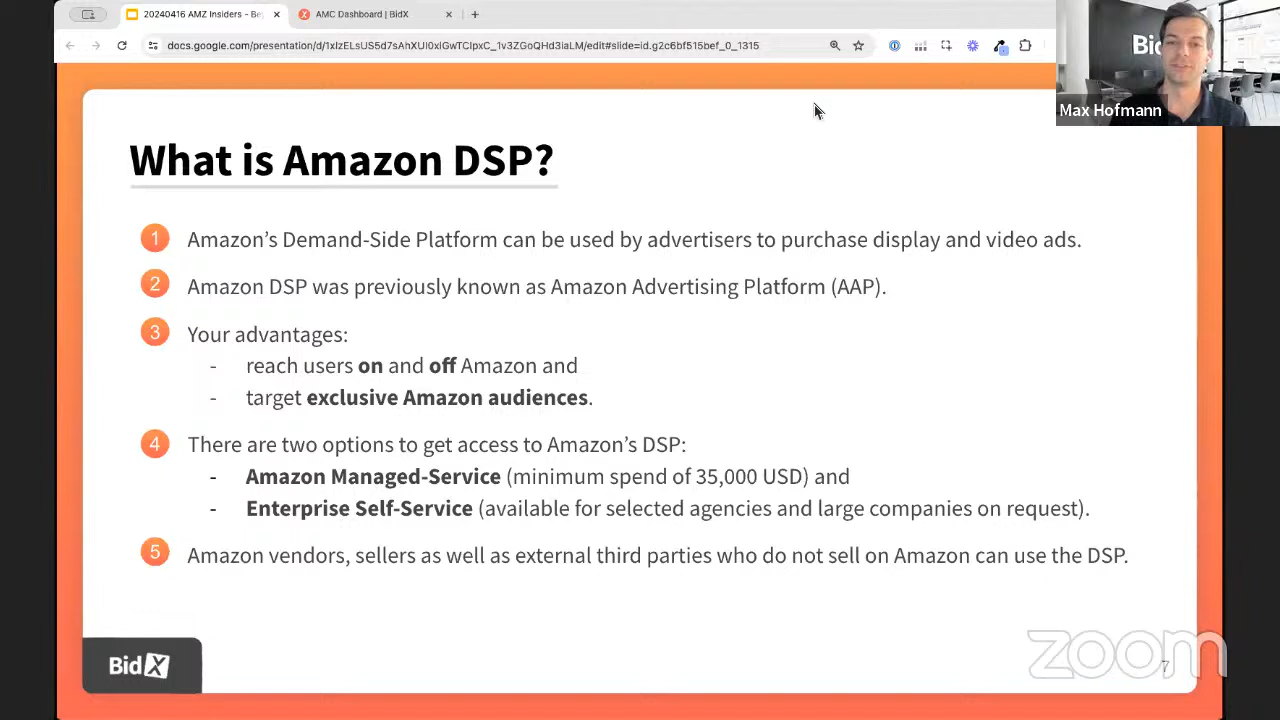 20240416 AMZ Insiders - Be
AMC Dashboard | BidX
docs.google.com/presentation/d/1xIzELsUS5d7sAhXUI0xlGwTCIpxC_1v3ZGoQHd3iaLM/edit#slide=id.g2c6bf515bef_0_1315
Bid
Max Hofmann
What is Amazon DSP?
1 Amazon’s Demand-Side Platform can be used by advertisers to purchase display and video ads.
2 Amazon DSP was previously known as Amazon Advertising Platform (AAP).
3 Your advantages:
- reach users on and off Amazon and
- target exclusive Amazon audiences.
4 There are two options to get access to Amazon’s DSP:
- Amazon Managed-Service (minimum spend of 35,000 USD) and
- Enterprise Self-Service (available for selected agencies and large companies on request).
5 Amazon vendors, sellers as well as external third parties who do not sell on Amazon can use the DSP.
BidX
zoom
7